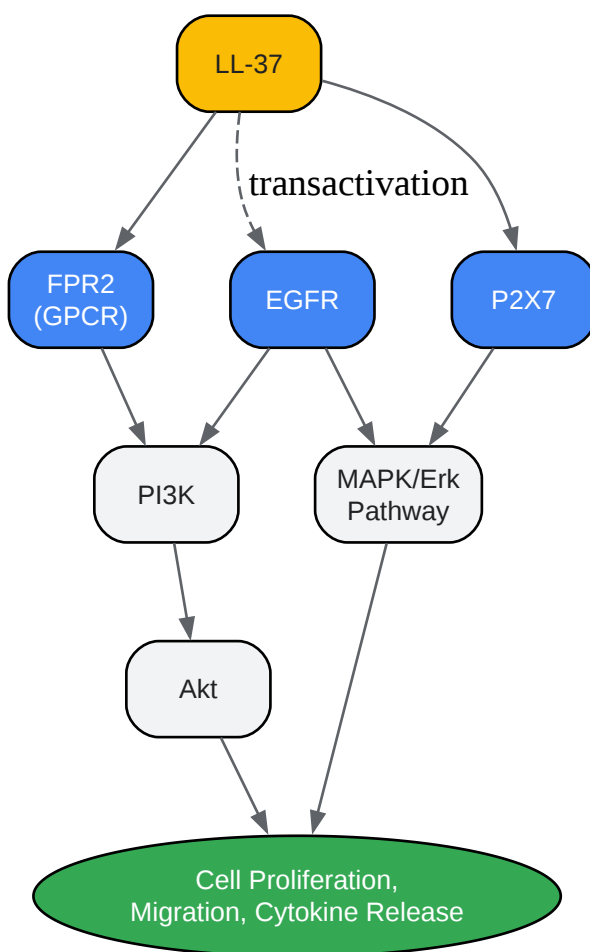 LL-37
transactivation
FPR2
(GPCR)
EGFR
P2X7
PI3K
MAPK/Erk
Pathway
Akt
Cell Proliferation,
Migration, Cytokine Release